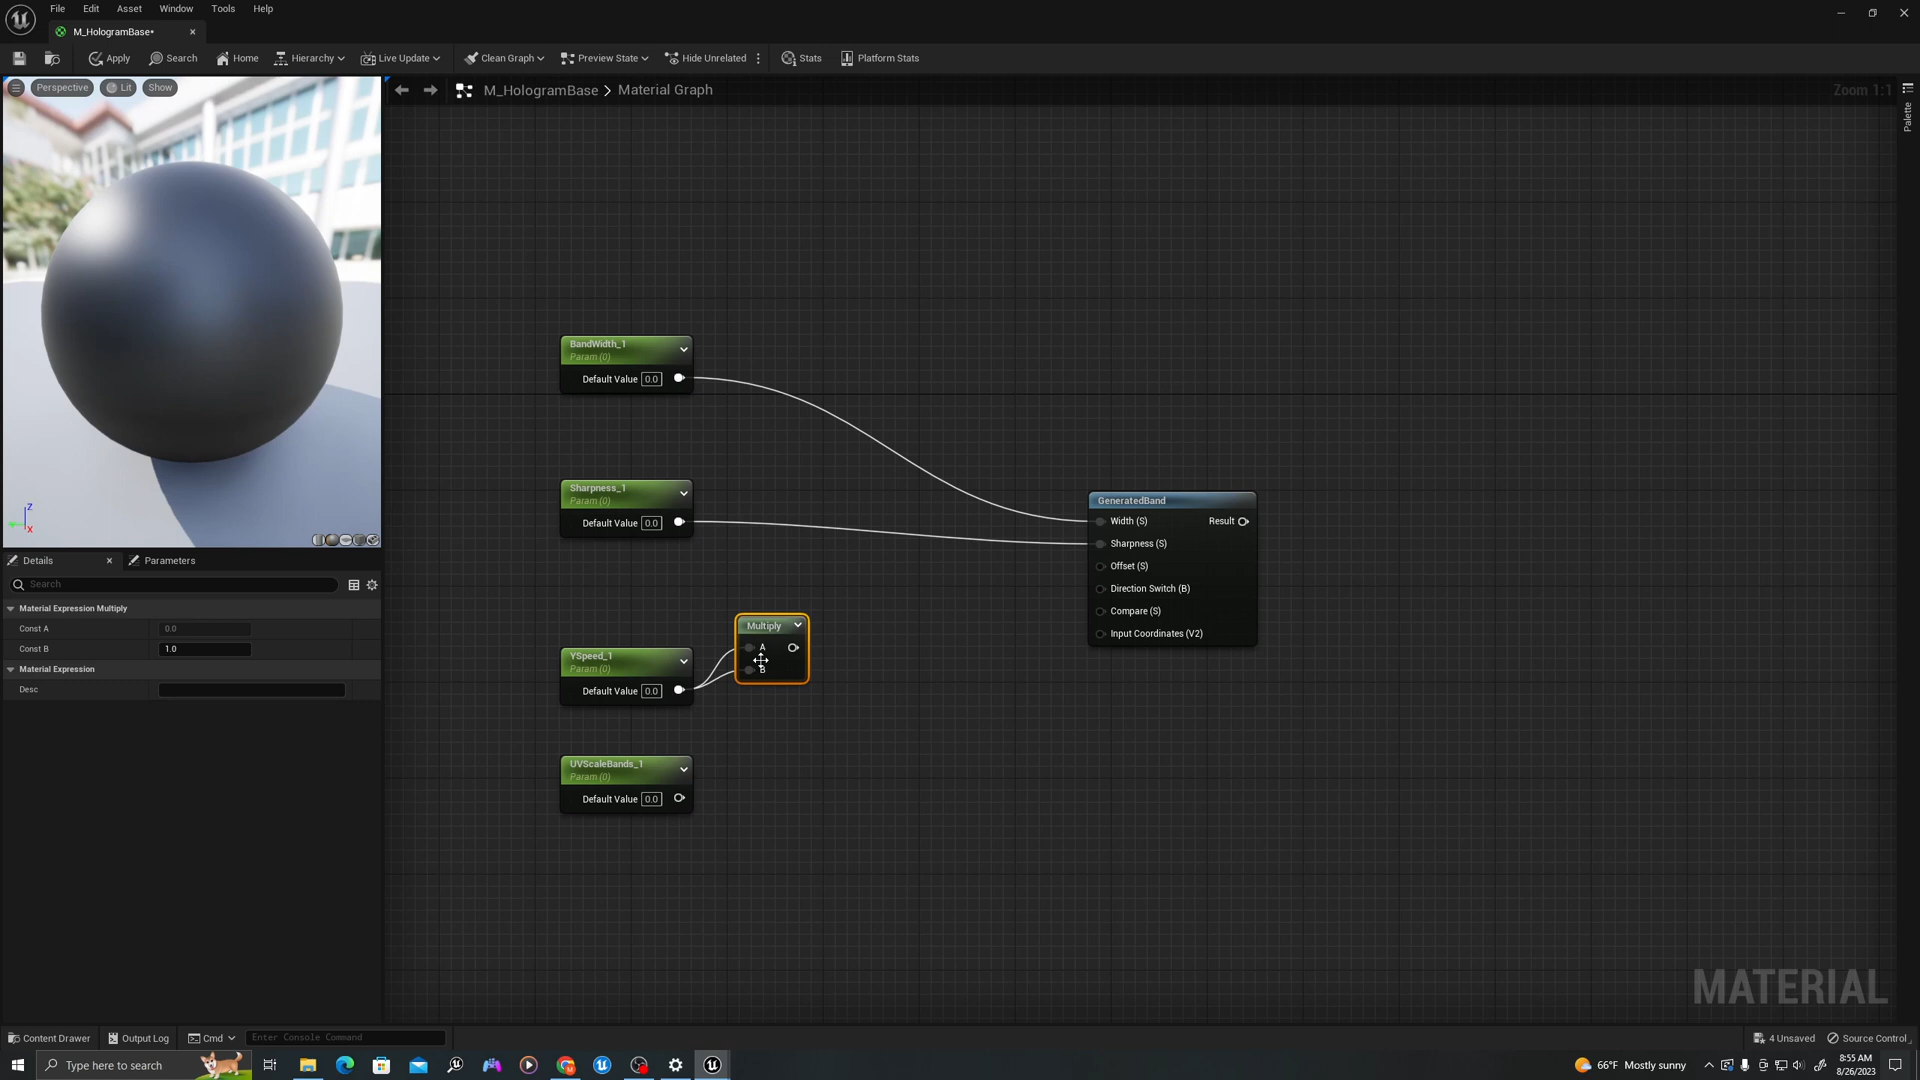 File Edit Asset Window Tools Help
M_HologramBase•
Apply Search Home Hierarchy Live Update Clean Graph Preview State Hide Unrelated Stats Platform Stats
Perspective Lit Show
M_HologramBase > Material Graph
Zoom 1:1
Palette
BandWidth_1
Param (0)
Default Value 0.0
Sharpness_1
Param (0)
Default Value 0.0
GeneratedBand
Width (S) Result
Sharpness (S)
Offset (S)
Direction Switch (B)
Compare (S)
Input Coordinates (V2)
Z
X
Details Parameters
Search
Material Expression Multiply
Const A 0.0
Const B 1.0
Material Expression
Desc
Multiply
A
B
YSpeed_1
Param (0)
Default Value 0.0
UVScaleBands_1
Param (0)
Default Value 0.0
MATERIAL
Content Drawer Output Log Cmd Enter Console Command 4 Unsaved Source Control
Type here to search
66°F Mostly sunny
8:55 AM
8/26/2023